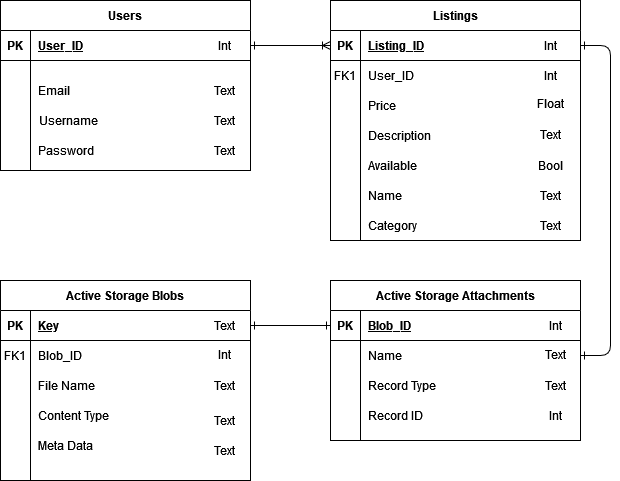 Users
PK User_ID Int
Email Text
Username Text
Password Text
Listings
PK Listing_ID Int
FK1 User_ID Int
Price Float
Description Text
Available Bool
Name Text
Category Text
Active Storage Blobs
PK Key Text
FK1 Blob_ID Int
File Name Text
Content Type Text
Meta Data Text
Active Storage Attachments
PK Blob_ID Int
Name Text
Record Type Text
Record ID Int